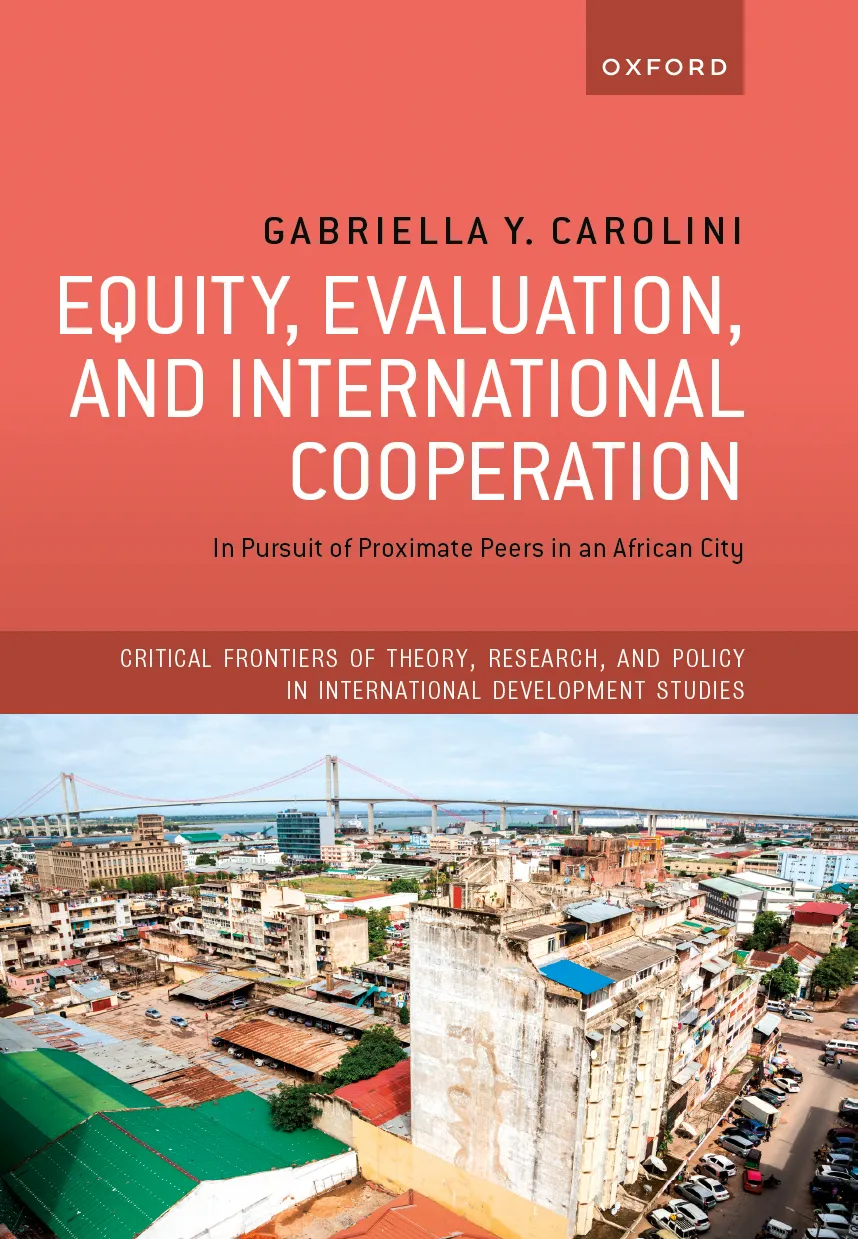 OXFORD
GABRIELLA Y. CAROLINI
EQUITY, EVALUATION,
AND INTERNATIONAL
COOPERATION
In Pursuit of Proximate Peers in an African City
CRITICAL FRONTIERS OF THEORY, RESEARCH, AND POLICY
IN INTERNATIONAL DEVELOPMENT STUDIES